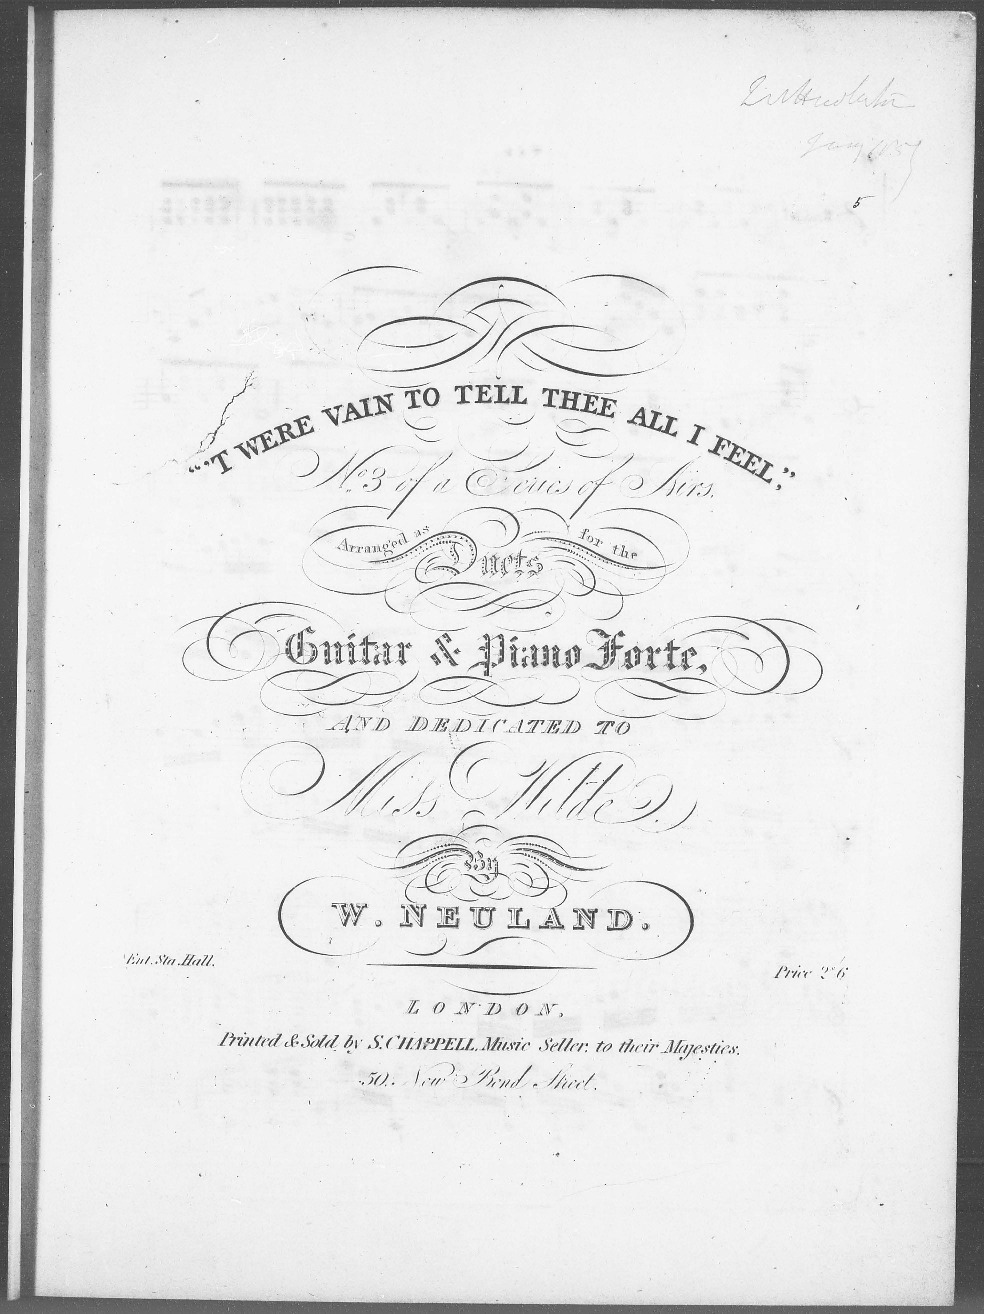 5
"'T WERE VAIN TO TELL THEE ALL I FEEL,"
No. 3 of a Series of Airs.
Arranged as Duets for the
Guitar & Piano Forte,
AND DEDICATED TO
Miss Wilde.
By
W. NEULAND.
Ent. Sta. Hall.
Price 2s/6
LONDON,
Printed & Sold by S. CHAPPELL, Music Seller, to their Majesties.
50, New Bond Street.